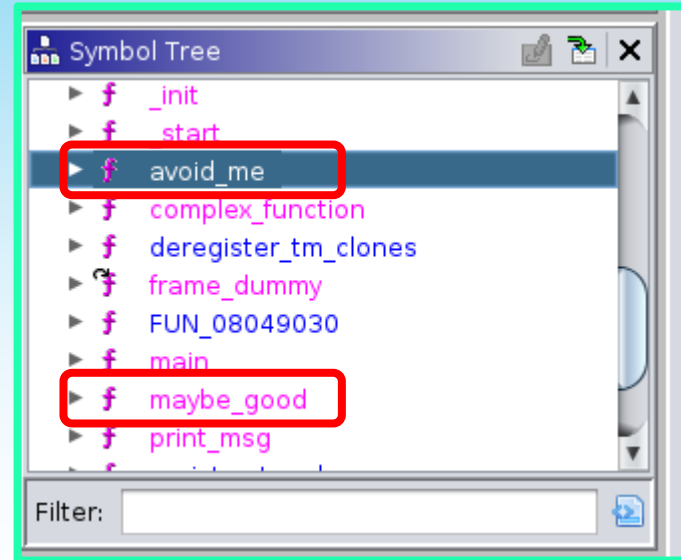 Symbol Tree
_init
_start
avoid_me
complex_function
deregister_tm_clones
frame_dummy
FUN_08049030
main
maybe_good
print_msg
Filter: